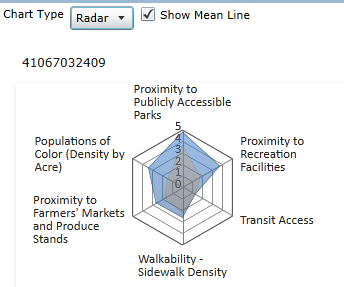 Chart Type Radar Show Mean Line
41067032409
Proximity to
Publicly Accessible
Parks
5
4
3
2
1
0
Populations of
Color (Density by
Acre)
Proximity to
Recreation
Facilities
Proximity to
Farmers' Markets
and Produce
Stands
Transit Access
Walkability -
Sidewalk Density